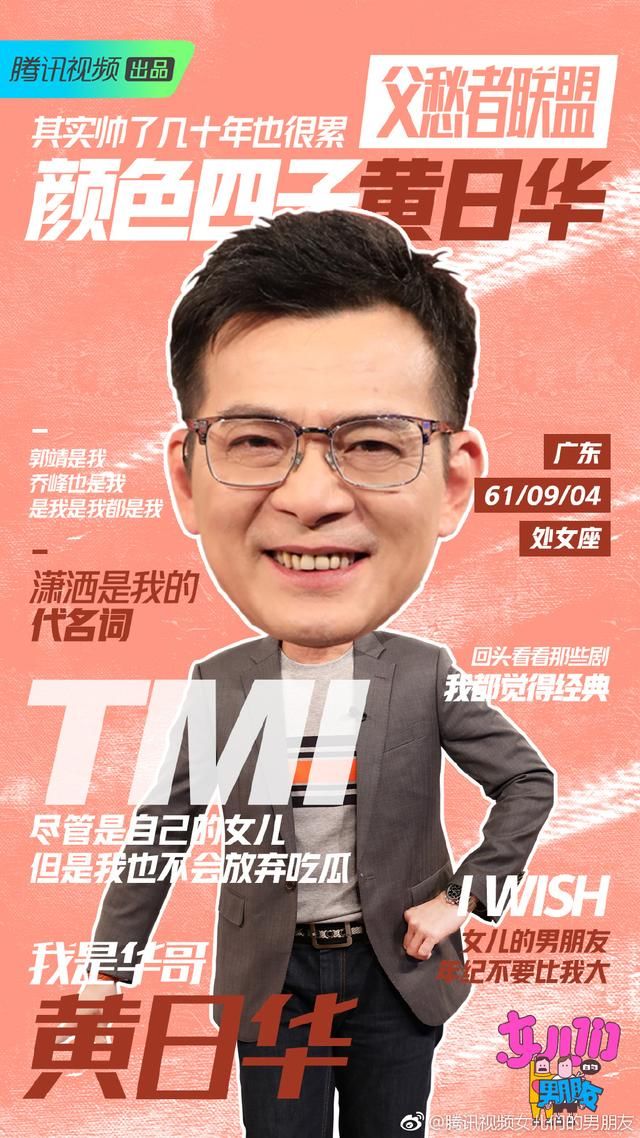 腾讯视频 出品
父愁者联盟
其实帅了几十年也很累
颜色四子黄日华
郭靖是我
乔峰也是我
是我是我都是我
广东
61/09/04
处女座
潇洒是我的
代名词
回头看看那些剧
我都觉得经典
TMI
尽管是自己的女儿
但是我也不会放弃吃瓜
I WISH
女儿的男朋友
年纪不要比我大
我是华哥
黄日华
女儿们
的
男朋友
@腾讯视频女儿们的男朋友